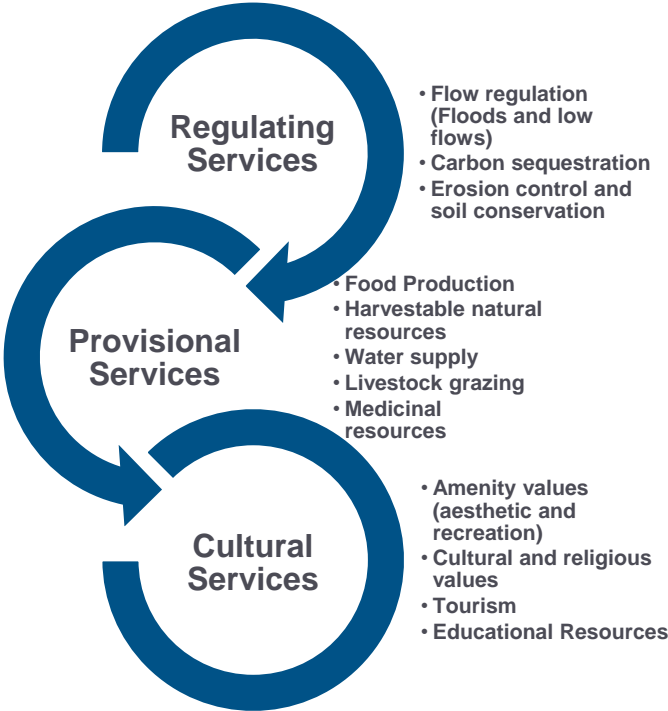 Regulating
Services
• Flow regulation
(Floods and low
flows)
• Carbon sequestration
• Erosion control and
soil conservation
Provisional
Services
• Food Production
• Harvestable natural
resources
• Water supply
• Livestock grazing
• Medicinal
resources
Cultural
Services
• Amenity values
(aesthetic and
recreation)
• Cultural and religious
values
• Tourism
• Educational Resources